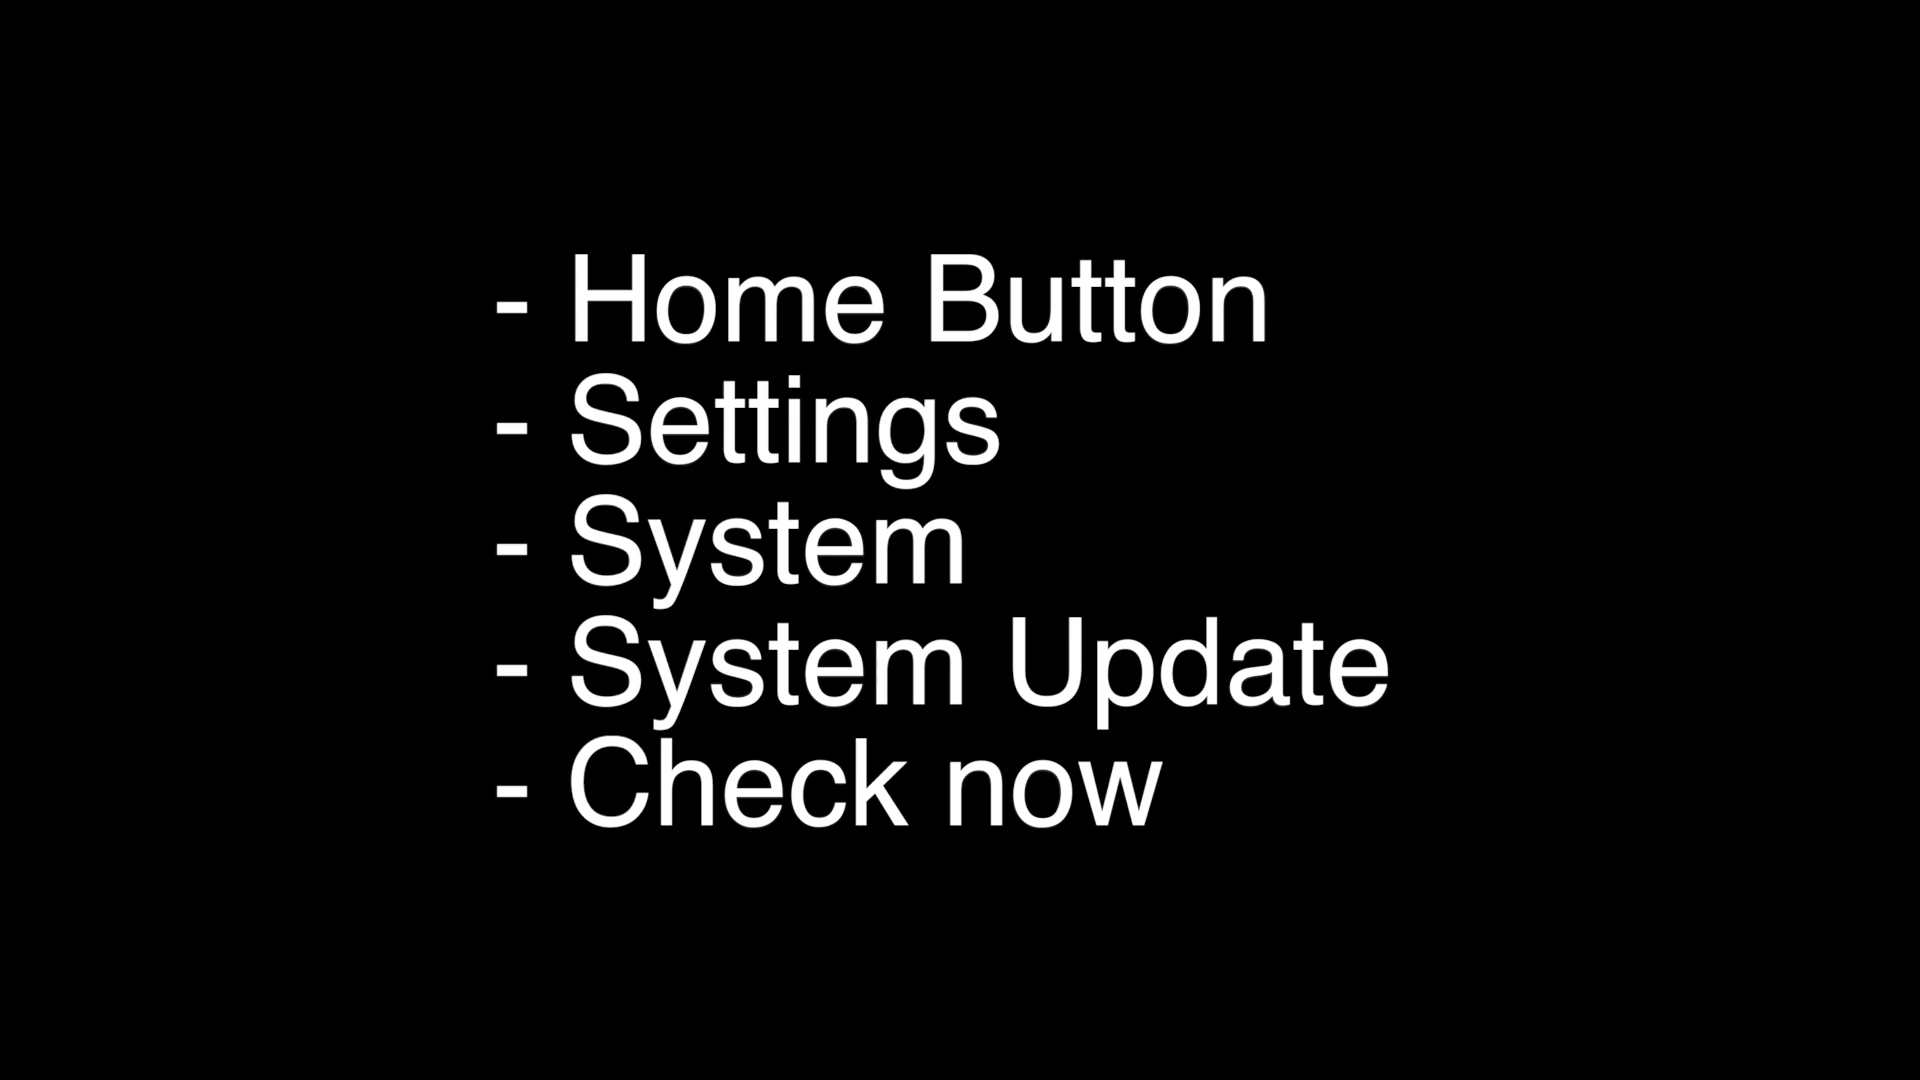 - Home Button
- Settings
- System
- System Update
- Check now